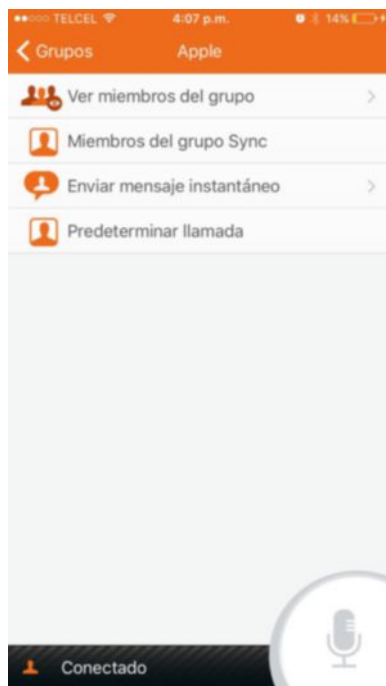 TELCEL 4:07 p.m. 14%
Grupos Apple
Ver miembros del grupo
Miembros del grupo Sync
Enviar mensaje instantáneo
Predeterminar llamada
Conectado